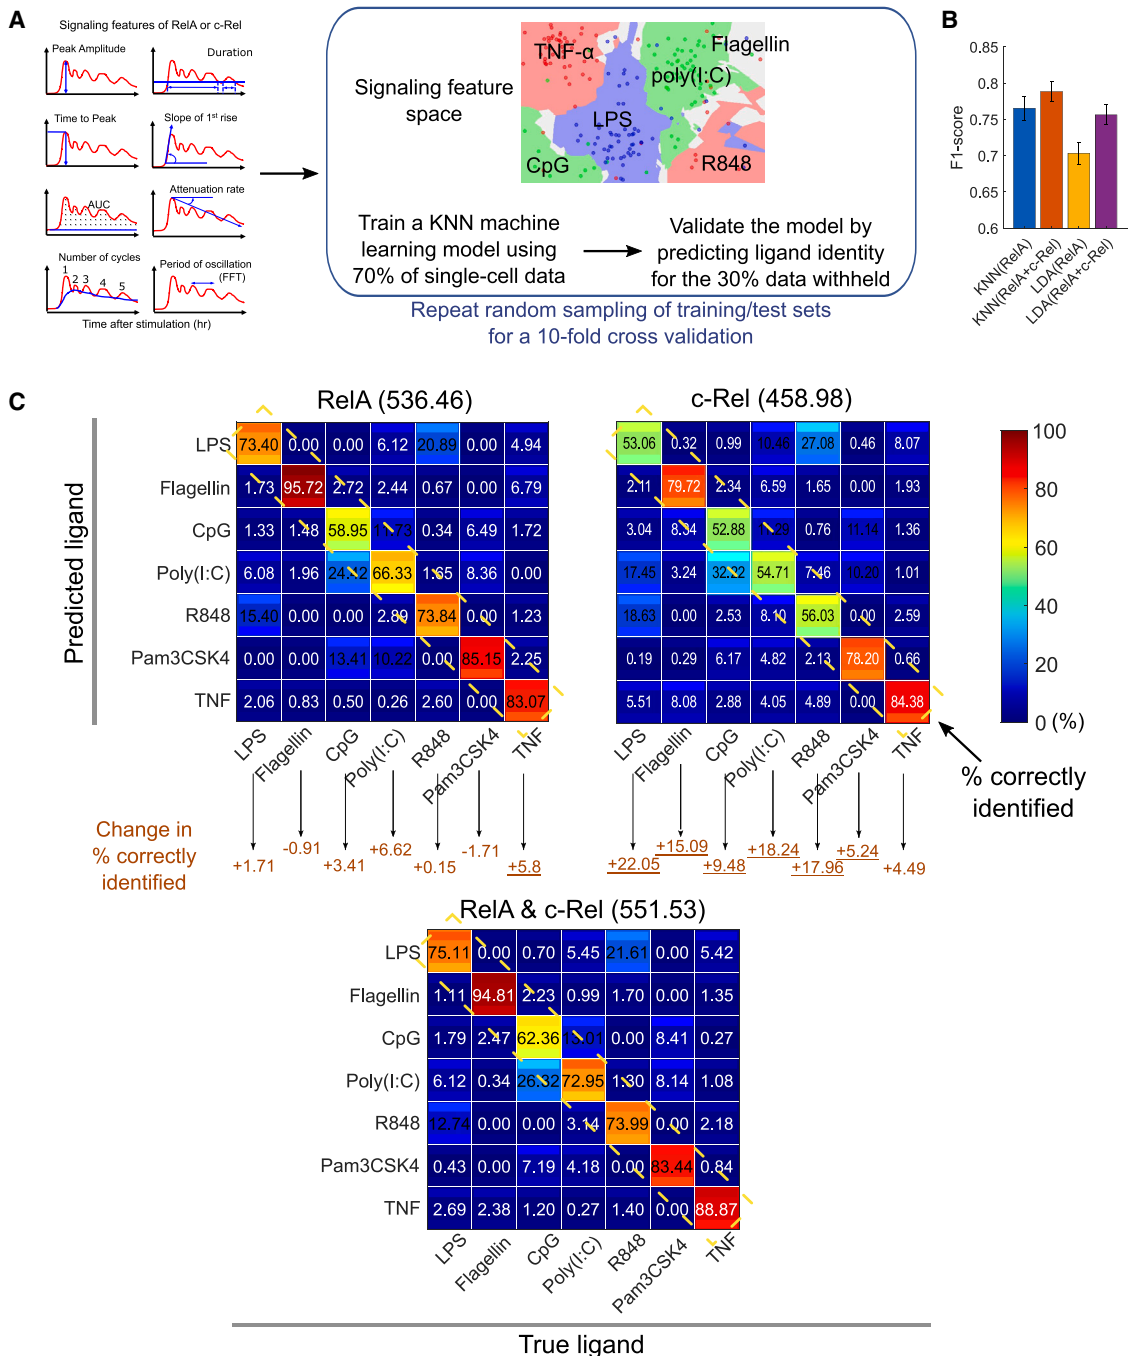 A
Signaling features of RelA or c-Rel
Peak Amplitude
Duration
Time to Peak
Slope of 1st rise
AUC
Attenuation rate
Number of cycles
1
2 3
4
5
Period of oscillation
(FFT)
Time after stimulation (hr)
Signaling feature
space
TNF-α
Flagellin
poly(I:C)
LPS
CpG
R848
Train a KNN machine
learning model using
70% of single-cell data
Validate the model by
predicting ligand identity
for the 30% data withheld
Repeat random sampling of training/test sets
for a 10-fold cross validation
B
F1-score
0.85
0.8
0.75
0.7
0.65
0.6
KNN(RelA)
KNN(RelA+c-Rel)
LDA(RelA)
LDA(RelA+c-Rel)
C
Predicted ligand
RelA (536.46)
LPS 73.40 0.00 0.00 6.12 20.89 0.00 4.94
Flagellin 1.73 95.72 2.72 2.44 0.67 0.00 6.79
CpG 1.33 1.48 58.95 11.73 0.34 6.49 1.72
Poly(I:C) 6.08 1.96 24.42 66.33 1.65 8.36 0.00
R848 15.40 0.00 0.00 2.89 73.84 0.00 1.23
Pam3CSK4 0.00 0.00 13.41 10.22 0.00 85.15 2.25
TNF 2.06 0.83 0.50 0.26 2.60 0.00 83.07
LPS Flagellin CpG Poly(I:C) R848 Pam3CSK4 TNF
c-Rel (458.98)
LPS 53.06 0.32 0.99 10.46 27.08 0.46 8.07
Flagellin 2.11 79.72 2.34 6.59 1.65 0.00 1.93
CpG 3.04 8.34 52.88 0.76 11.14 1.36
Poly(I:C) 17.45 3.24 32.22 54.71 7.46 10.20 1.01
R848 18.63 0.00 2.53 8.10 56.03 0.00 2.59
Pam3CSK4 0.19 0.29 6.17 4.82 2.13 78.20 0.66
TNF 5.51 8.08 2.88 4.05 4.89 0.00 84.38
LPS Flagellin CpG Poly(I:C) R848 Pam3CSK4 TNF
100
80
60
40
20
0 (%)
% correctly
identified
Change in
% correctly
identified
+1.71 -0.91 +3.41 +6.62 +0.15 -1.71 +5.8
+22.05 +15.09 +9.48 +18.24 +17.96 +5.24 +4.49
RelA & c-Rel (551.53)
LPS 75.11 0.00 0.70 5.45 21.61 0.00 5.42
Flagellin 1.11 94.81 2.23 0.99 1.70 0.00 1.35
CpG 1.79 2.47 62.36 13.01 0.00 8.41 0.27
Poly(I:C) 6.12 0.34 26.32 72.95 1.30 8.14 1.08
R848 12.74 0.00 0.00 3.14 73.99 0.00 2.18
Pam3CSK4 0.43 0.00 7.19 4.18 0.00 83.44 0.84
TNF 2.69 2.38 1.20 0.27 1.40 0.00 88.87
LPS Flagellin CpG Poly(I:C) R848 Pam3CSK4 TNF
True ligand